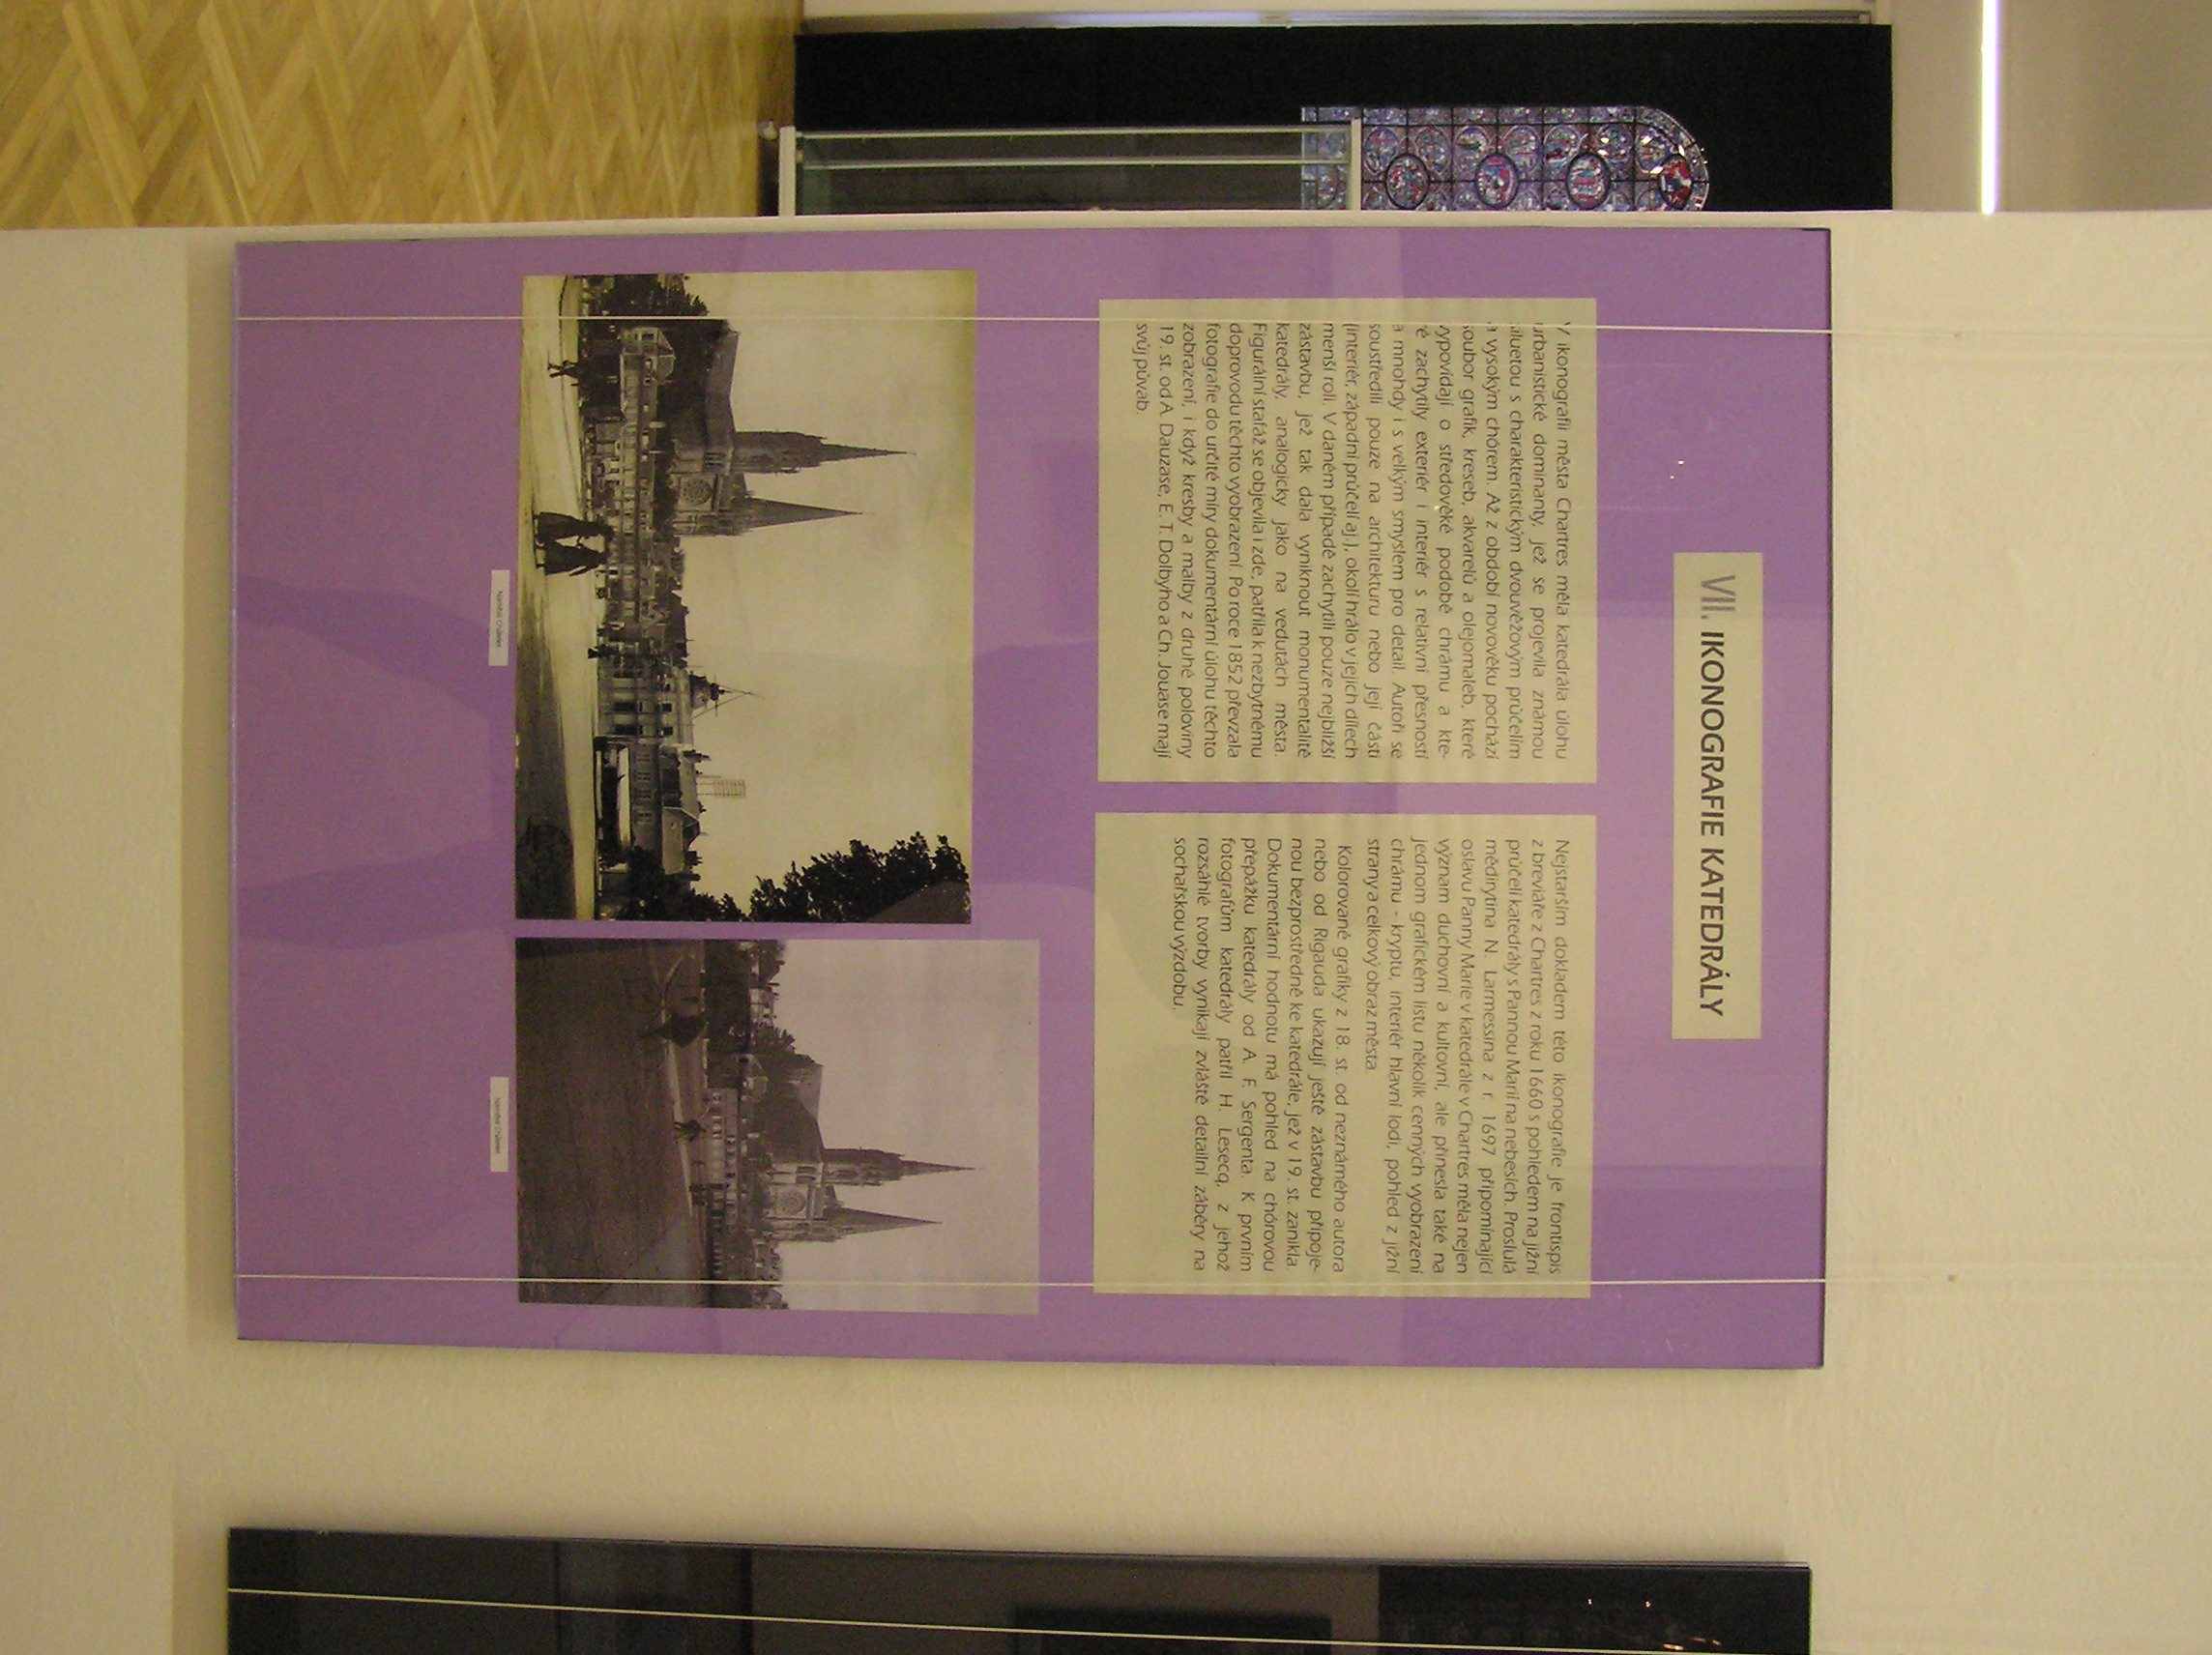 VII. IKONOGRAFIE KATEDRÁLY
V ikonografii města Chartres měla katedrála úlohu
urbanistické dominanty, jež se projevila známou
siluetou s charakteristickým dvouvěžovým průčelím
a vysokým chórem. Až z období novověku pochází
soubor grafik, kreseb, akvarelů a olejomaleb, které
vypovídají o středověké podobě chrámu a kte-
ré zachytily exteriér i interiér s relativní přesností
a mnohdy i s velkým smyslem pro detail. Autoři se
soustředili pouze na architekturu nebo její části
(interiér, západní průčelí aj.), okolí hrálo v jejich dílech
menší roli. V daném případě zachytili pouze nejbližší
zástavbu, jež tak dala vyniknout monumentalitě
katedrály, analogicky jako na vedutách města.
Figurální stafáž se objevila i zde, patřila k nezbytnému
doprovodu těchto vyobrazení. Po roce 1852 převzala
fotografie do určité míry dokumentární úlohu těchto
zobrazení, i když kresby a malby z druhé poloviny
19. st. od A. Dauzase, E. T. Dolbyho a Ch. Jouase mají
svůj půvab.
Nejstarším dokladem této ikonografie je frontispis
z breviáře z Chartres z roku 1660 s pohledem na jižní
průčelí katedrály s Pannou Marií na nebesích. Proslulá
mědirytina N. Larmessina z r. 1697 připomínající
oslavu Panny Marie v katedrále v Chartres měla nejen
význam duchovní a kultovní, ale přinesla také na
jednom grafickém listu několik cenných vyobrazení
chrámu – kryptu, interiér hlavní lodi, pohled z jižní
strany a celkový obraz města.
Kolorované grafiky z 18. st. od neznámého autora
nebo od Rigauda ukazují ještě zástavbu připoje-
nou bezprostředně ke katedrále, jež v 19. st. zanikla.
Dokumentární hodnotu má pohled na chórovou
přepážku katedrály od A. F. Sergenta. K prvním
fotografům katedrály patřil H. Lesecq, z jehož
rozsáhlé tvorby vynikají zvláště detailní záběry na
sochařskou výzdobu.
Náměstí Châtelet
Náměstí Châtelet